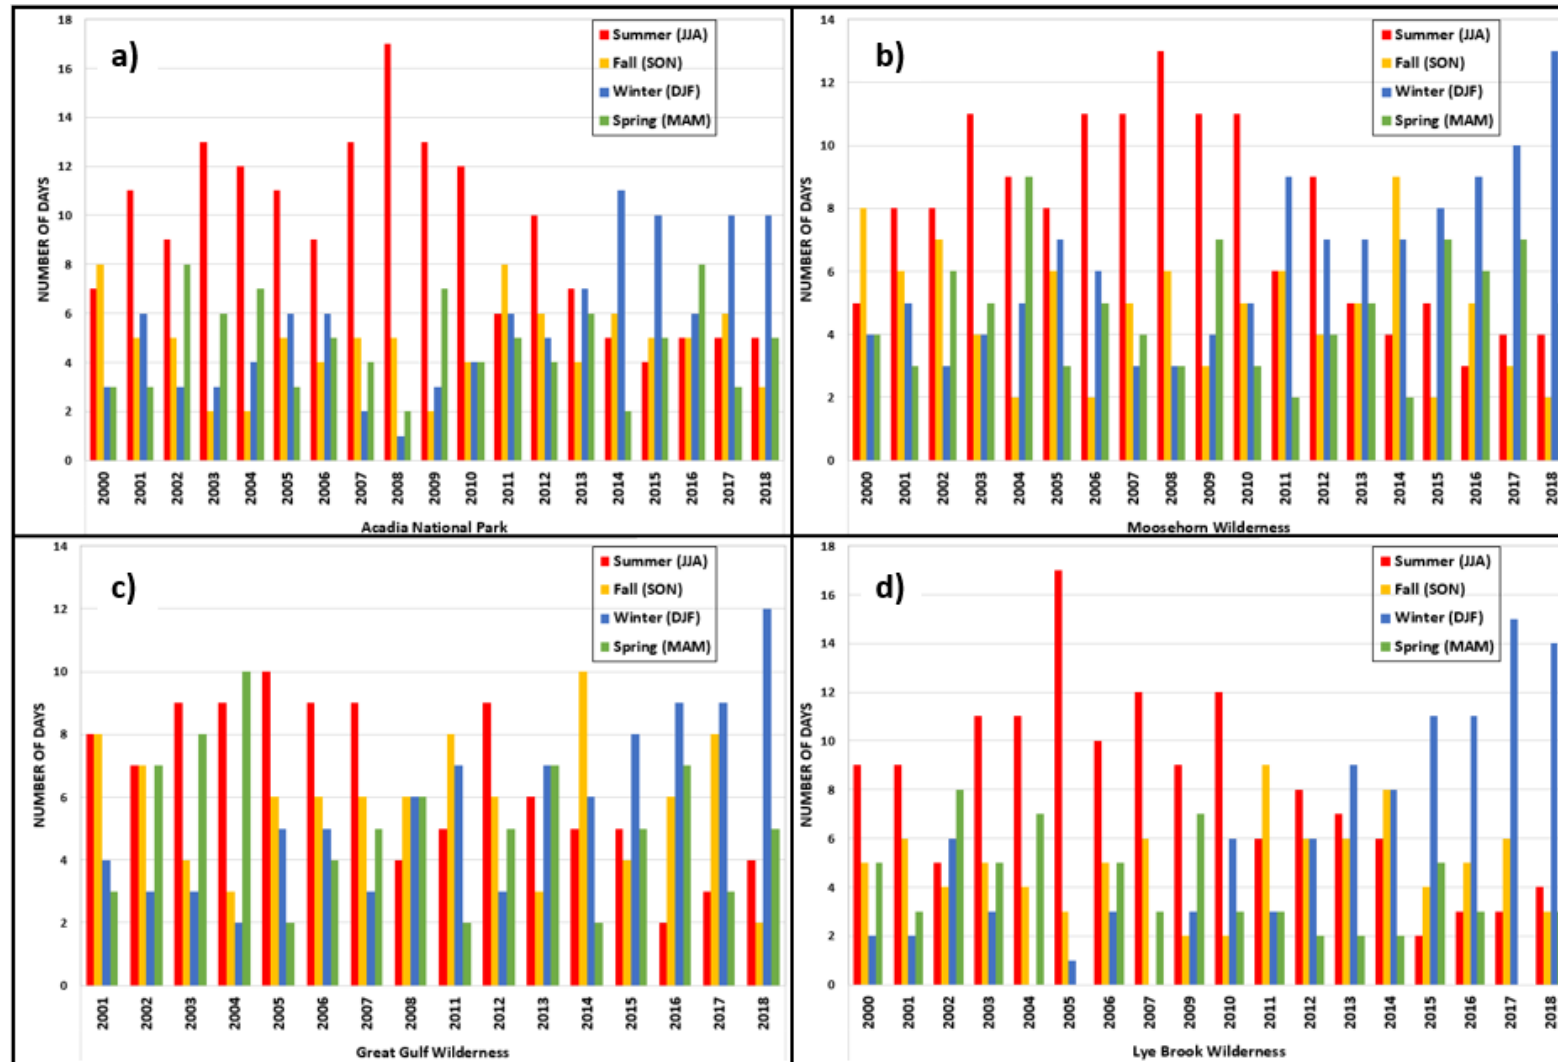 a)
NUMBER OF DAYS
18
16
14
12
10
8
6
4
2
0
Summer (JJA)
Fall (SON)
Winter (DJF)
Spring (MAM)
2000 2001 2002 2003 2004 2005 2006 2007 2008 2009 2010 2011 2012 2013 2014 2015 2016 2017 2018
Acadia National Park
b)
NUMBER OF DAYS
14
12
10
8
6
4
2
0
Summer (JJA)
Fall (SON)
Winter (DJF)
Spring (MAM)
2000 2001 2002 2003 2004 2005 2006 2007 2008 2009 2010 2011 2012 2013 2014 2015 2016 2017 2018
Moosehorn Wilderness
c)
NUMBER OF DAYS
14
12
10
8
6
4
2
0
Summer (JJA)
Fall (SON)
Winter (DJF)
Spring (MAM)
2001 2002 2003 2004 2005 2006 2007 2008 2011 2012 2013 2014 2015 2016 2017 2018
Great Gulf Wilderness
d)
NUMBER OF DAYS
18
16
14
12
10
8
6
4
2
0
Summer (JJA)
Fall (SON)
Winter (DJF)
Spring (MAM)
2000 2001 2002 2003 2004 2005 2006 2007 2009 2010 2011 2012 2013 2014 2015 2016 2017 2018
Lye Brook Wilderness